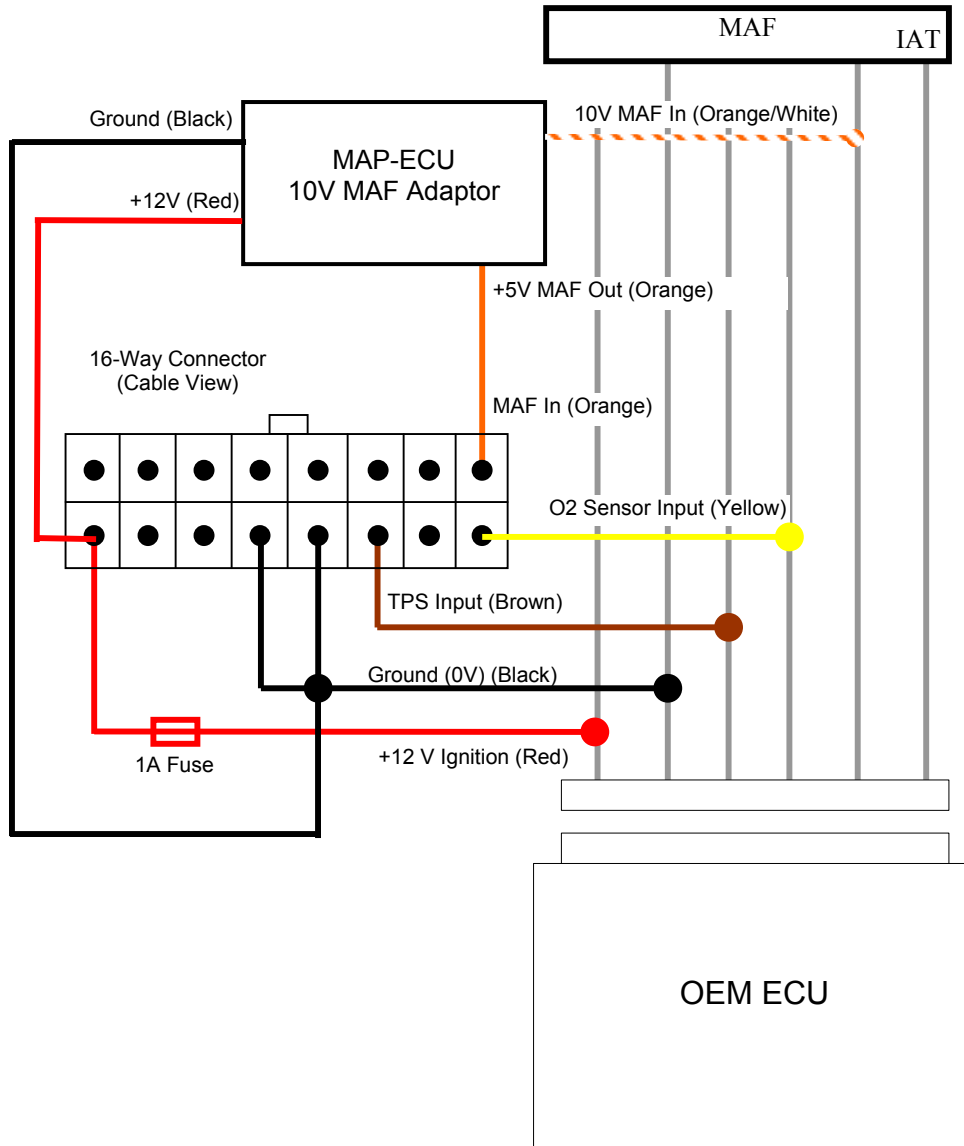 MAF
IAT
Ground (Black)
10V MAF In (Orange/White)
MAP-ECU
10V MAF Adaptor
+12V (Red)
+5V MAF Out (Orange)
16-Way Connector
(Cable View)
MAF In (Orange)
O2 Sensor Input (Yellow)
TPS Input (Brown)
Ground (0V) (Black)
+12 V Ignition (Red)
1A Fuse
OEM ECU